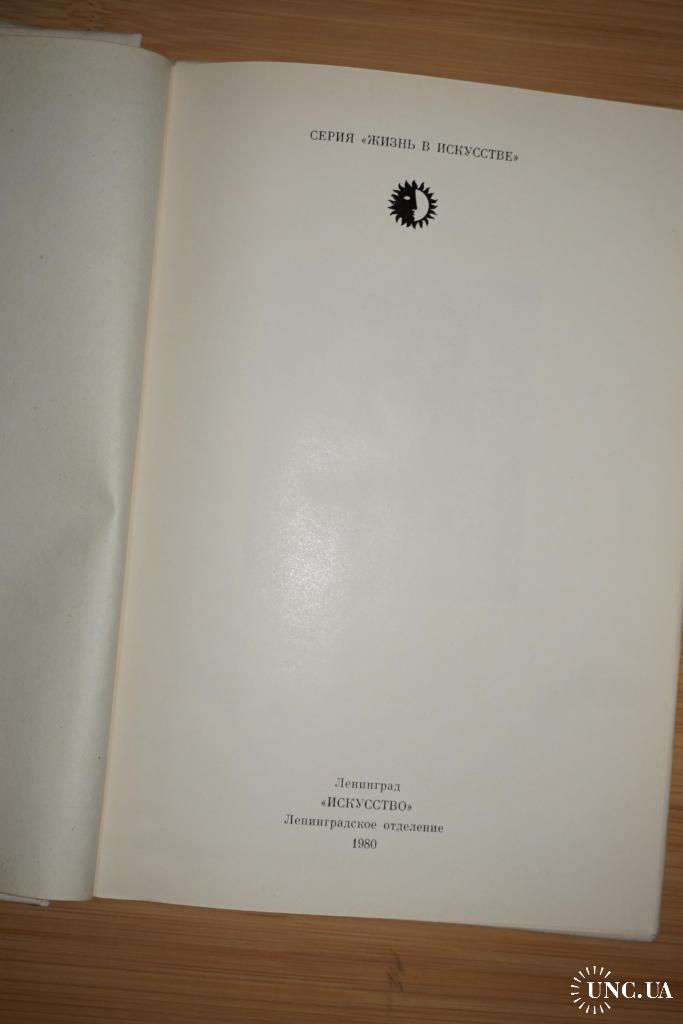 СЕРИЯ «ЖИЗНЬ В ИСКУССТВЕ»
Ленинград
«ИСКУССТВО»
Ленинградское отделение
1980
UNC.UA